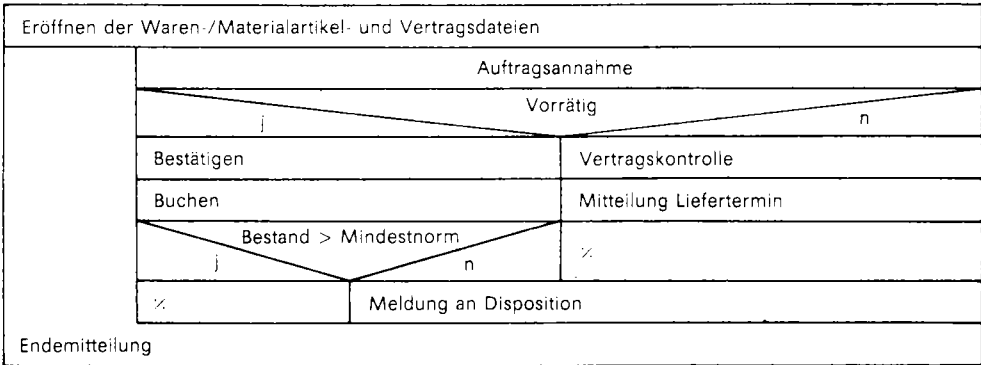 Eröffnen der Waren-/Materialartikel- und Vertragsdateien
Auftragsannahme
Vorrätig
j
n
Bestätigen
Vertragskontrolle
Buchen
Mitteilung Liefertermin
Bestand > Mindestnorm
j
n
٪
٪
Meldung an Disposition
Endemitteilung